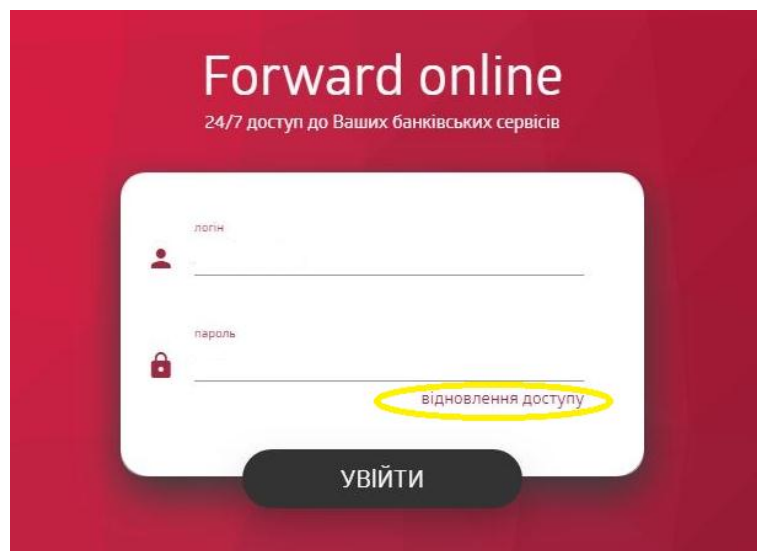 Forward online
24/7 доступ до Ваших банківських сервісів
логін
пароль
відновлення доступу
УВІЙТИ